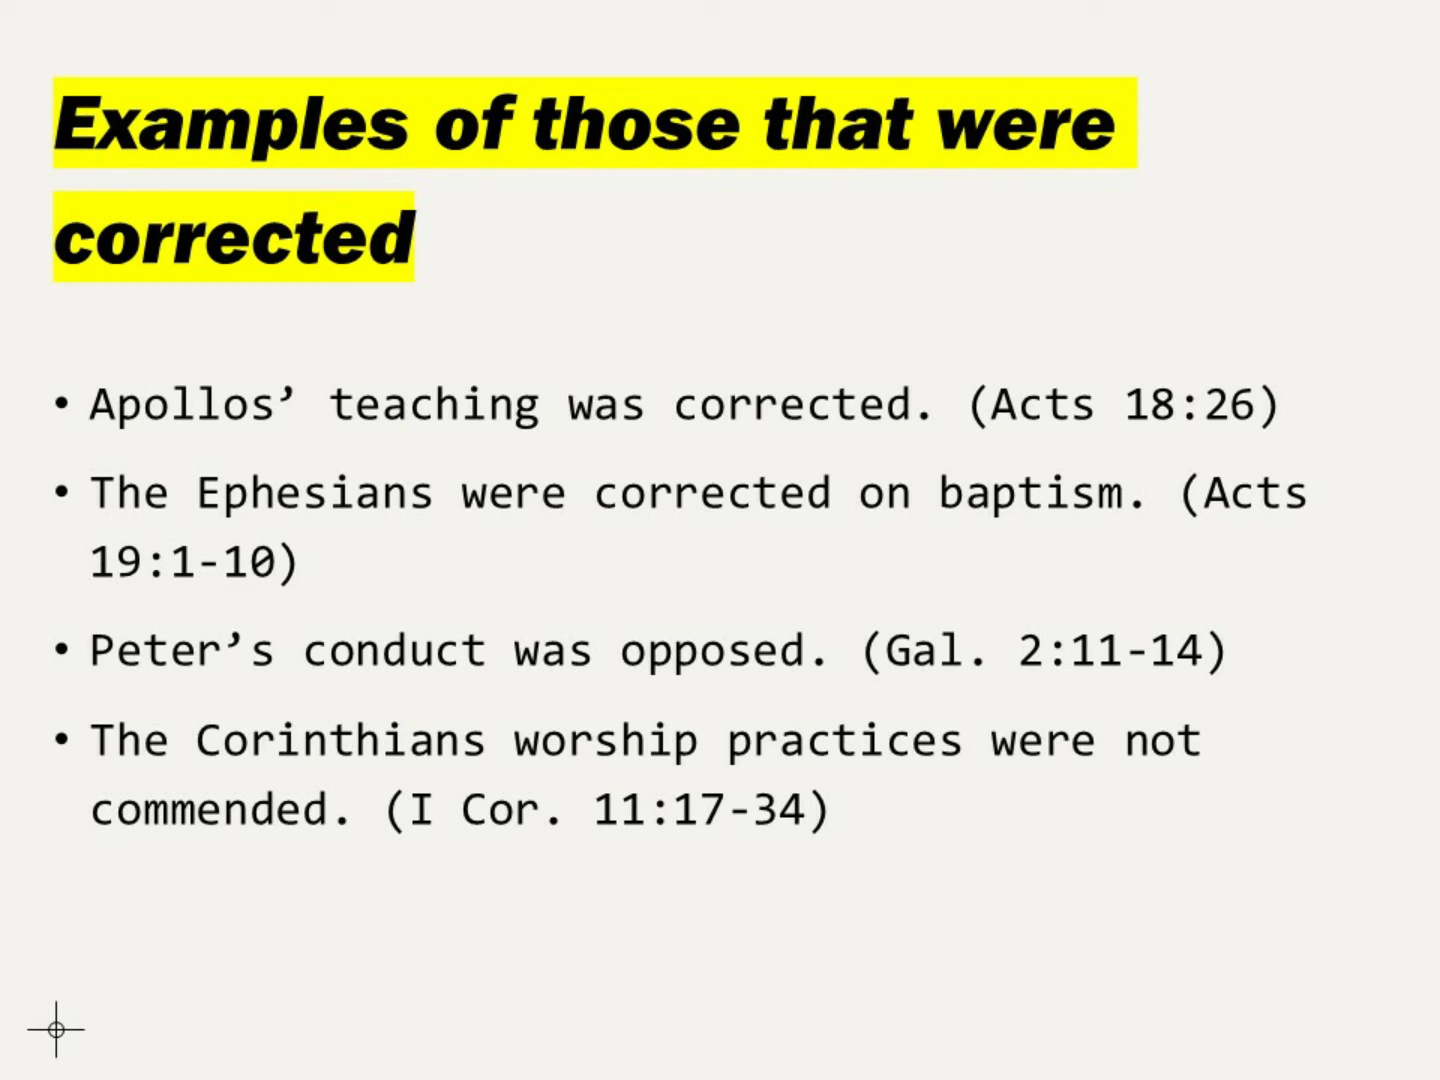 Examples of those that were
corrected
• Apollos’ teaching was corrected. (Acts 18:26)
• The Ephesians were corrected on baptism. (Acts
19:1-10)
• Peter’s conduct was opposed. (Gal. 2:11-14)
• The Corinthians worship practices were not
commended. (I Cor. 11:17-34)